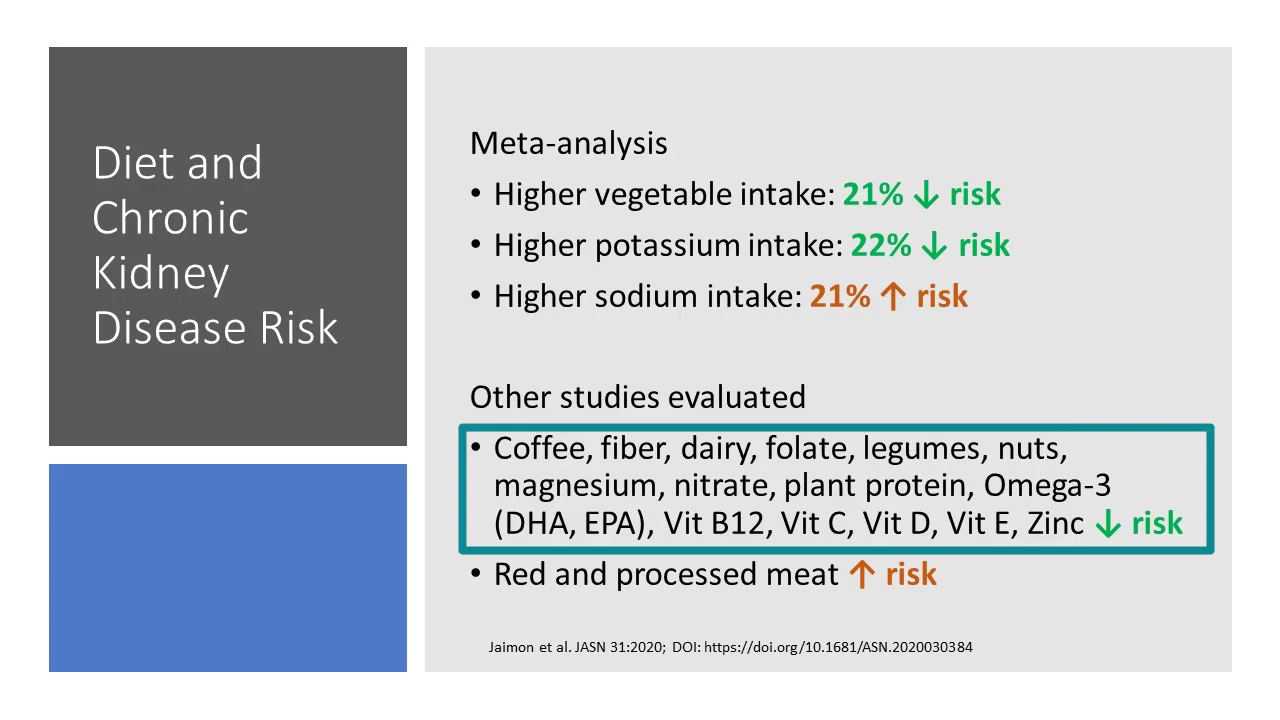 Diet and
Chronic
Kidney
Disease Risk
Meta-analysis
• Higher vegetable intake: 21% ↓ risk
• Higher potassium intake: 22% ↓ risk
• Higher sodium intake: 21% ↑ risk
Other studies evaluated
• Coffee, fiber, dairy, folate, legumes, nuts,
magnesium, nitrate, plant protein, Omega-3
(DHA, EPA), Vit B12, Vit C, Vit D, Vit E, Zinc ↓ risk
• Red and processed meat ↑ risk
Jaimon et al. JASN 31:2020; DOI: https://doi.org/10.1681/ASN.2020030384